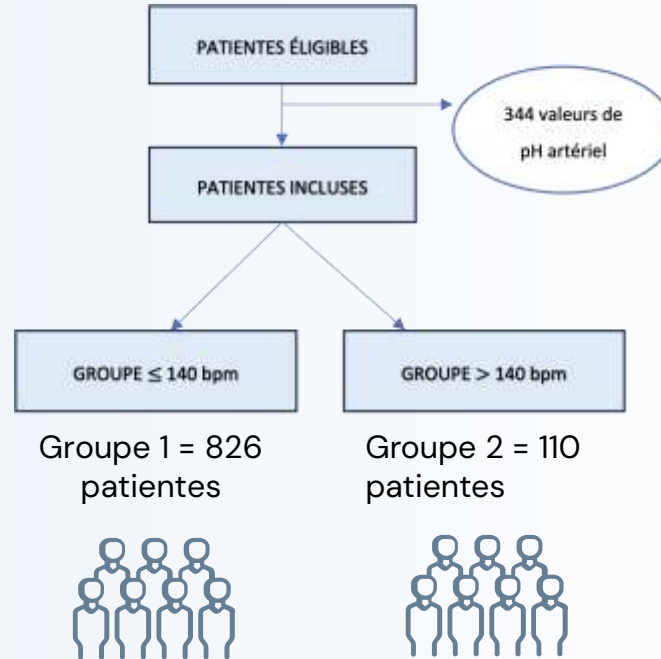 PATIENTES ÉLIGIBLES
344 valeurs de
pH artériel
PATIENTES INCLUSES
GROUPE ≤ 140 bpm
GROUPE > 140 bpm
Groupe 1 = 826
patientes
Groupe 2 = 110
patientes